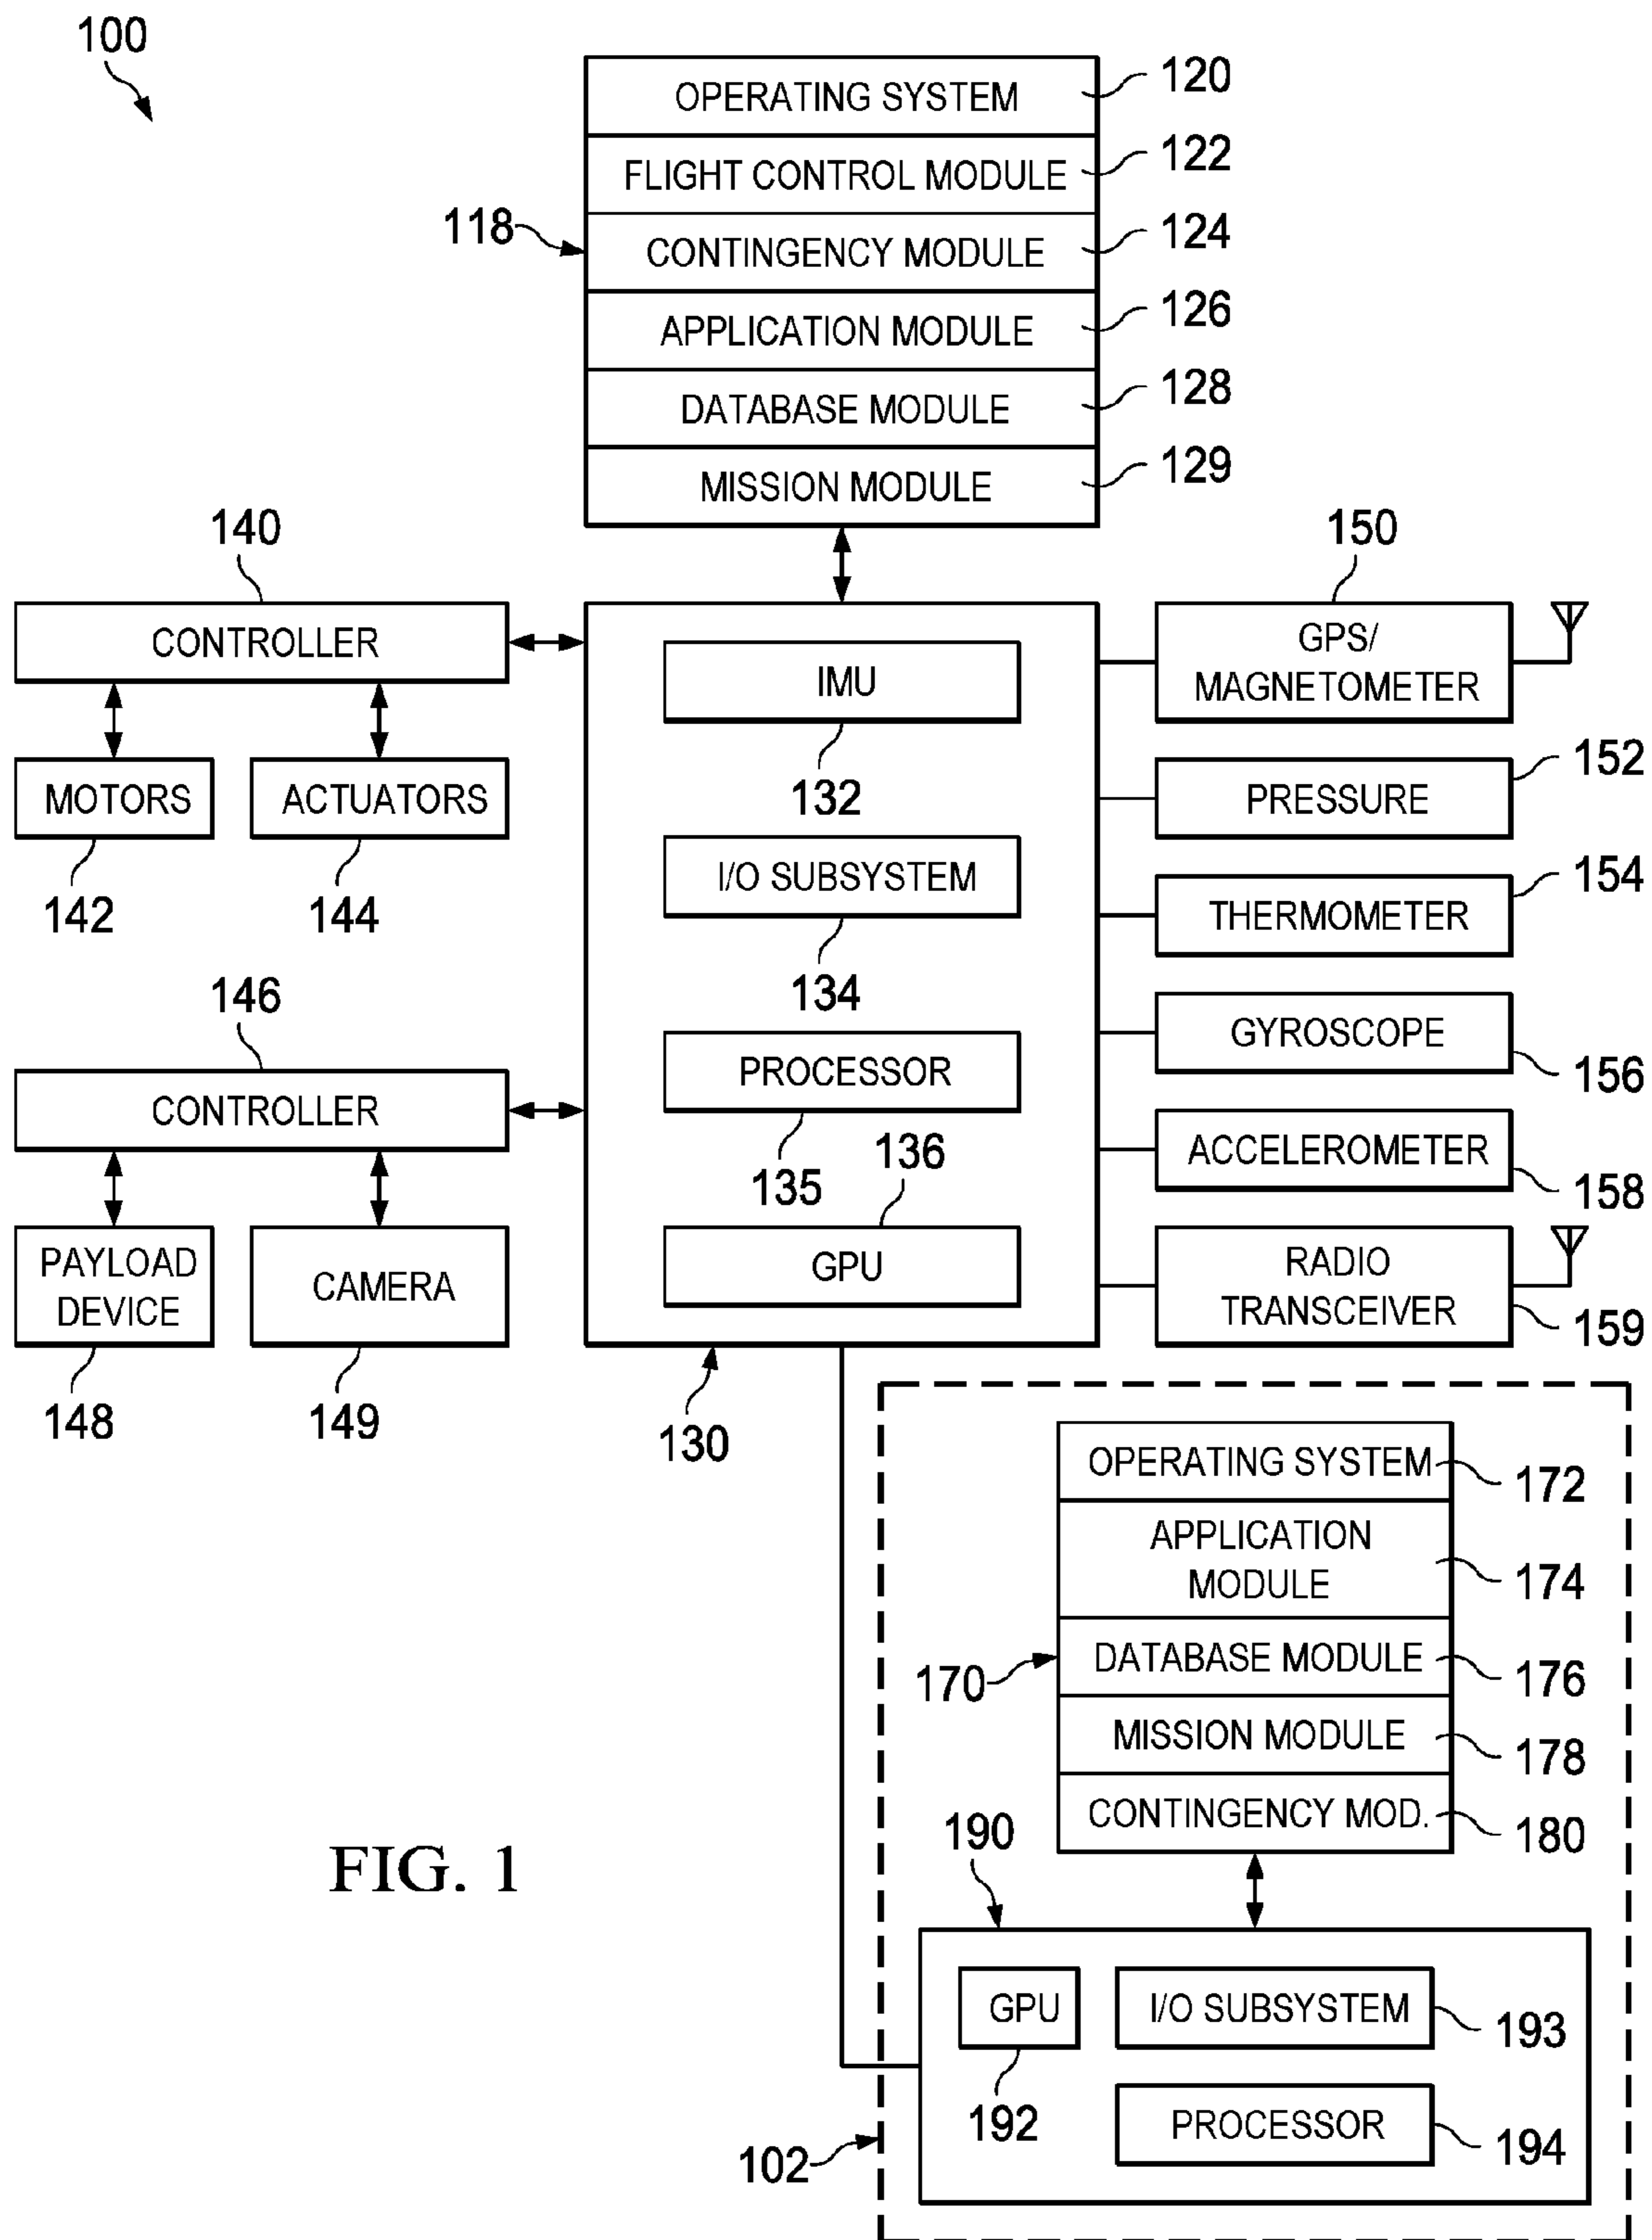 100
OPERATING SYSTEM
120
FLIGHT CONTROL MODULE
122
118
CONTINGENCY MODULE
124
APPLICATION MODULE
126
DATABASE MODULE
128
MISSION MODULE
129
140
150
CONTROLLER
IMU
GPS/
MAGNETOMETER
132
MOTORS
ACTUATORS
PRESSURE
152
142
144
I/O SUBSYSTEM
THERMOMETER
154
134
146
GYROSCOPE
156
CONTROLLER
PROCESSOR
135
136
ACCELEROMETER
158
PAYLOAD
DEVICE
CAMERA
GPU
RADIO
TRANSCEIVER
159
148
149
130
OPERATING SYSTEM
172
APPLICATION
MODULE
174
170
DATABASE MODULE
176
MISSION MODULE
178
CONTINGENCY MOD.
180
190
FIG. 1
GPU
I/O SUBSYSTEM
193
192
PROCESSOR
194
102